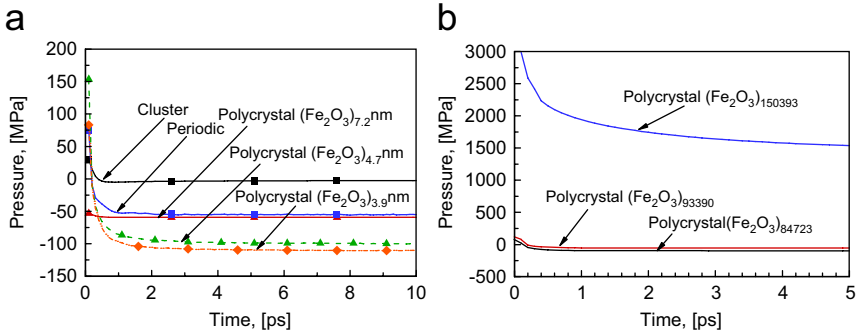 a
Pressure, [MPa]
200
150
100
50
0
-50
-100
-150
0
2
4
6
8
10
Time, [ps]
Cluster
Periodic
Polycrystal (Fe₂O₃)₇.₂nm
Polycrystal (Fe₂O₃)₄.₇nm
Polycrystal (Fe₂O₃)₃.₉nm
b
Pressure, [MPa]
3000
2500
2000
1500
1000
500
0
-500
0
1
2
3
4
5
Time, [ps]
Polycrystal (Fe₂O₃)₁₅₀₃₉₃
Polycrystal (Fe₂O₃)₉₃₃₉₀
Polycrystal(Fe₂O₃)₈₄₇₂₃